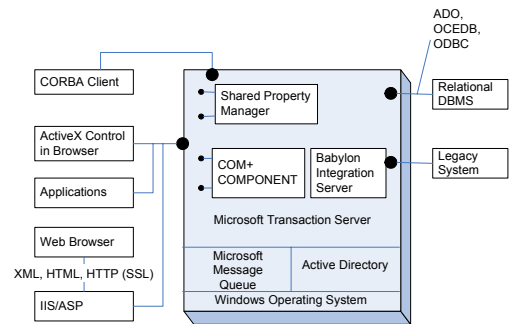 ADO,
OCEDB,
ODBC
CORBA Client
Shared Property
Manager
Relational
DBMS
ActiveX Control
in Browser
COM+
COMPONENT
Babylon
Integration
Server
Legacy
System
Applications
Microsoft Transaction Server
Web Browser
XML, HTML, HTTP (SSL)
Microsoft
Message
Queue
Active Directory
IIS/ASP
Windows Operating System